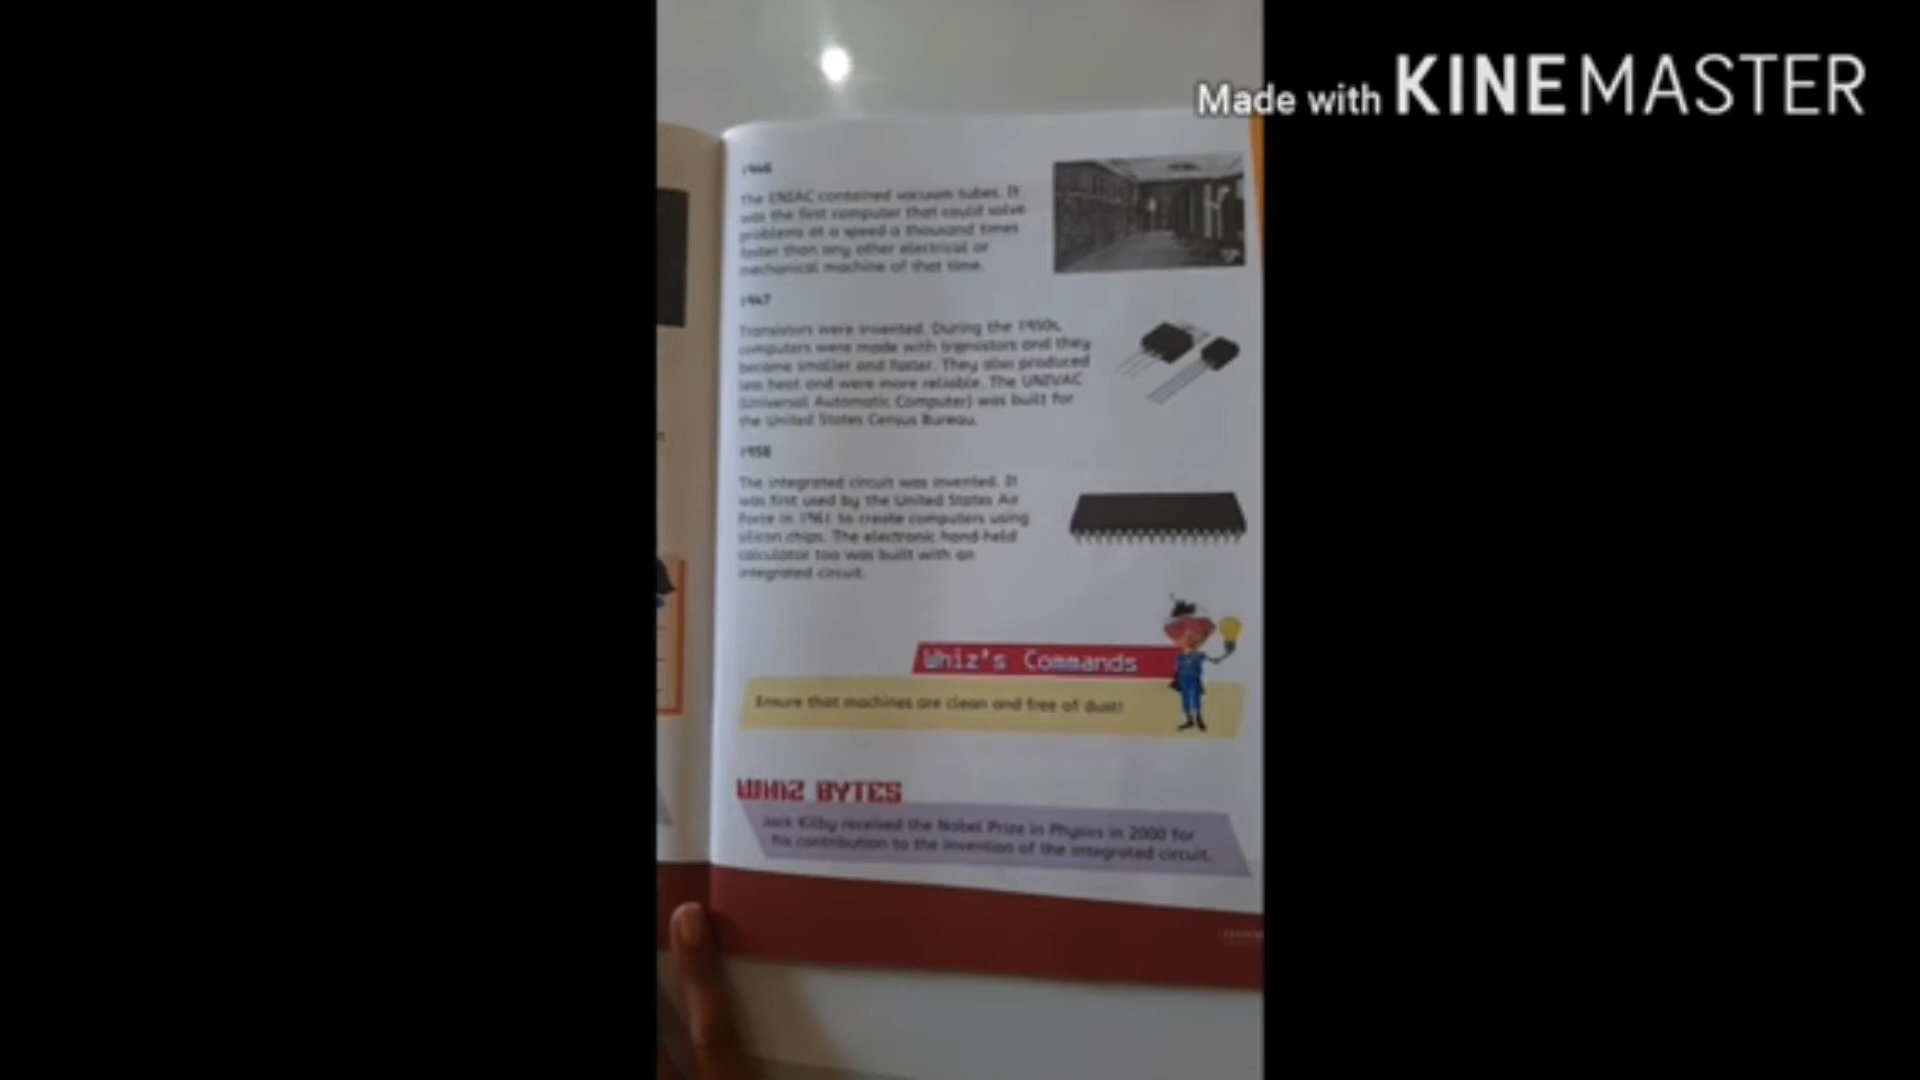 Made with KINEMASTER
1946
The ENIAC contained vacuum tubes. It
was the first computer that could solve
problems at a speed a thousand times
faster than any other electrical or
mechanical machine of that time.
1947
Transistors were invented. During the 1950s,
computers were made with transistors and they
became smaller and faster. They also produced
less heat and were more reliable. The UNIVAC
(Universal Automatic Computer) was built for
the United States Census Bureau.
1958
The integrated circuit was invented. It
was first used by the United States Air
Force in 1961 to create computers using
silicon chips. The electronic hand-held
calculator too was built with an
integrated circuit.
Whiz's Commands
Ensure that machines are clean and free of dust!
WHIZ BYTES
Jack Kilby received the Nobel Prize in Physics in 2000 for
his contribution to the invention of the integrated circuit.